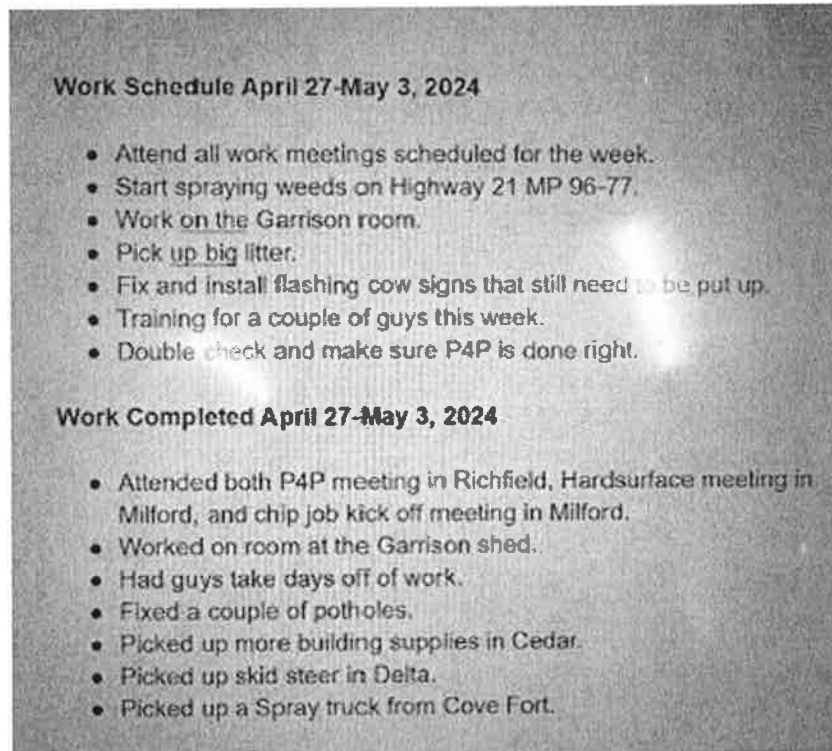 Work Schedule April 27-May 3, 2024
• Attend all work meetings scheduled for the week.
• Start spraying weeds on Highway 21 MP 96-77.
• Work on the Garrison room.
• Pick up big litter.
• Fix and install flashing cow signs that still need to be put up.
• Training for a couple of guys this week.
• Double check and make sure P4P is done right.
Work Completed April 27-May 3, 2024
• Attended both P4P meeting in Richfield, Hardsurface meeting in
Milford, and chip job kick off meeting in Milford.
• Worked on room at the Garrison shed.
• Had guys take days off of work.
• Fixed a couple of potholes.
• Picked up more building supplies in Cedar.
• Picked up skid steer in Delta.
• Picked up a Spray truck from Cove Fort.